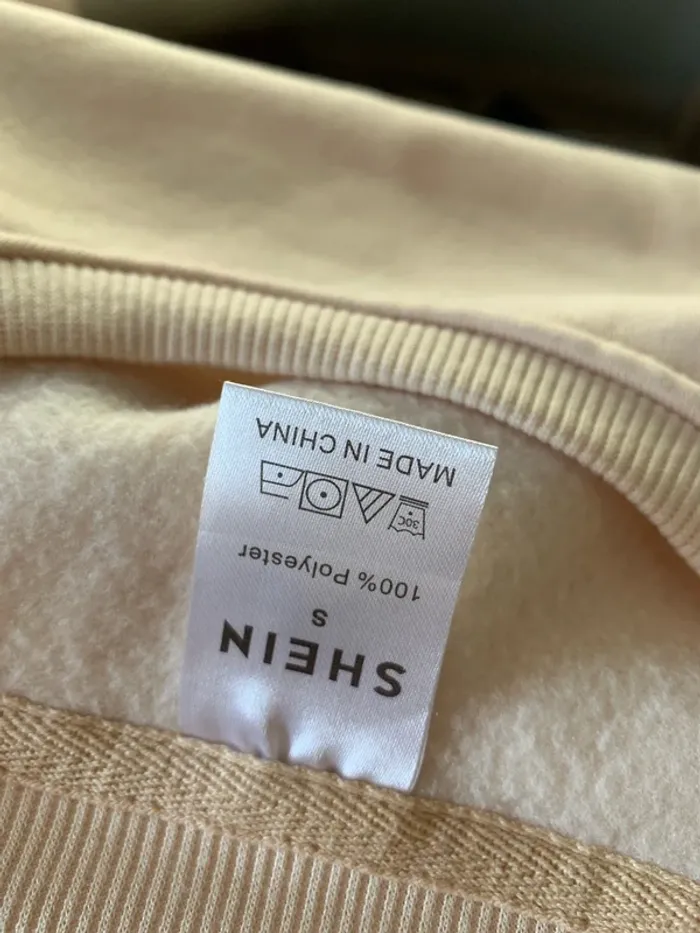 SHEIN
S
100% Polyester
30C
MADE IN CHINA